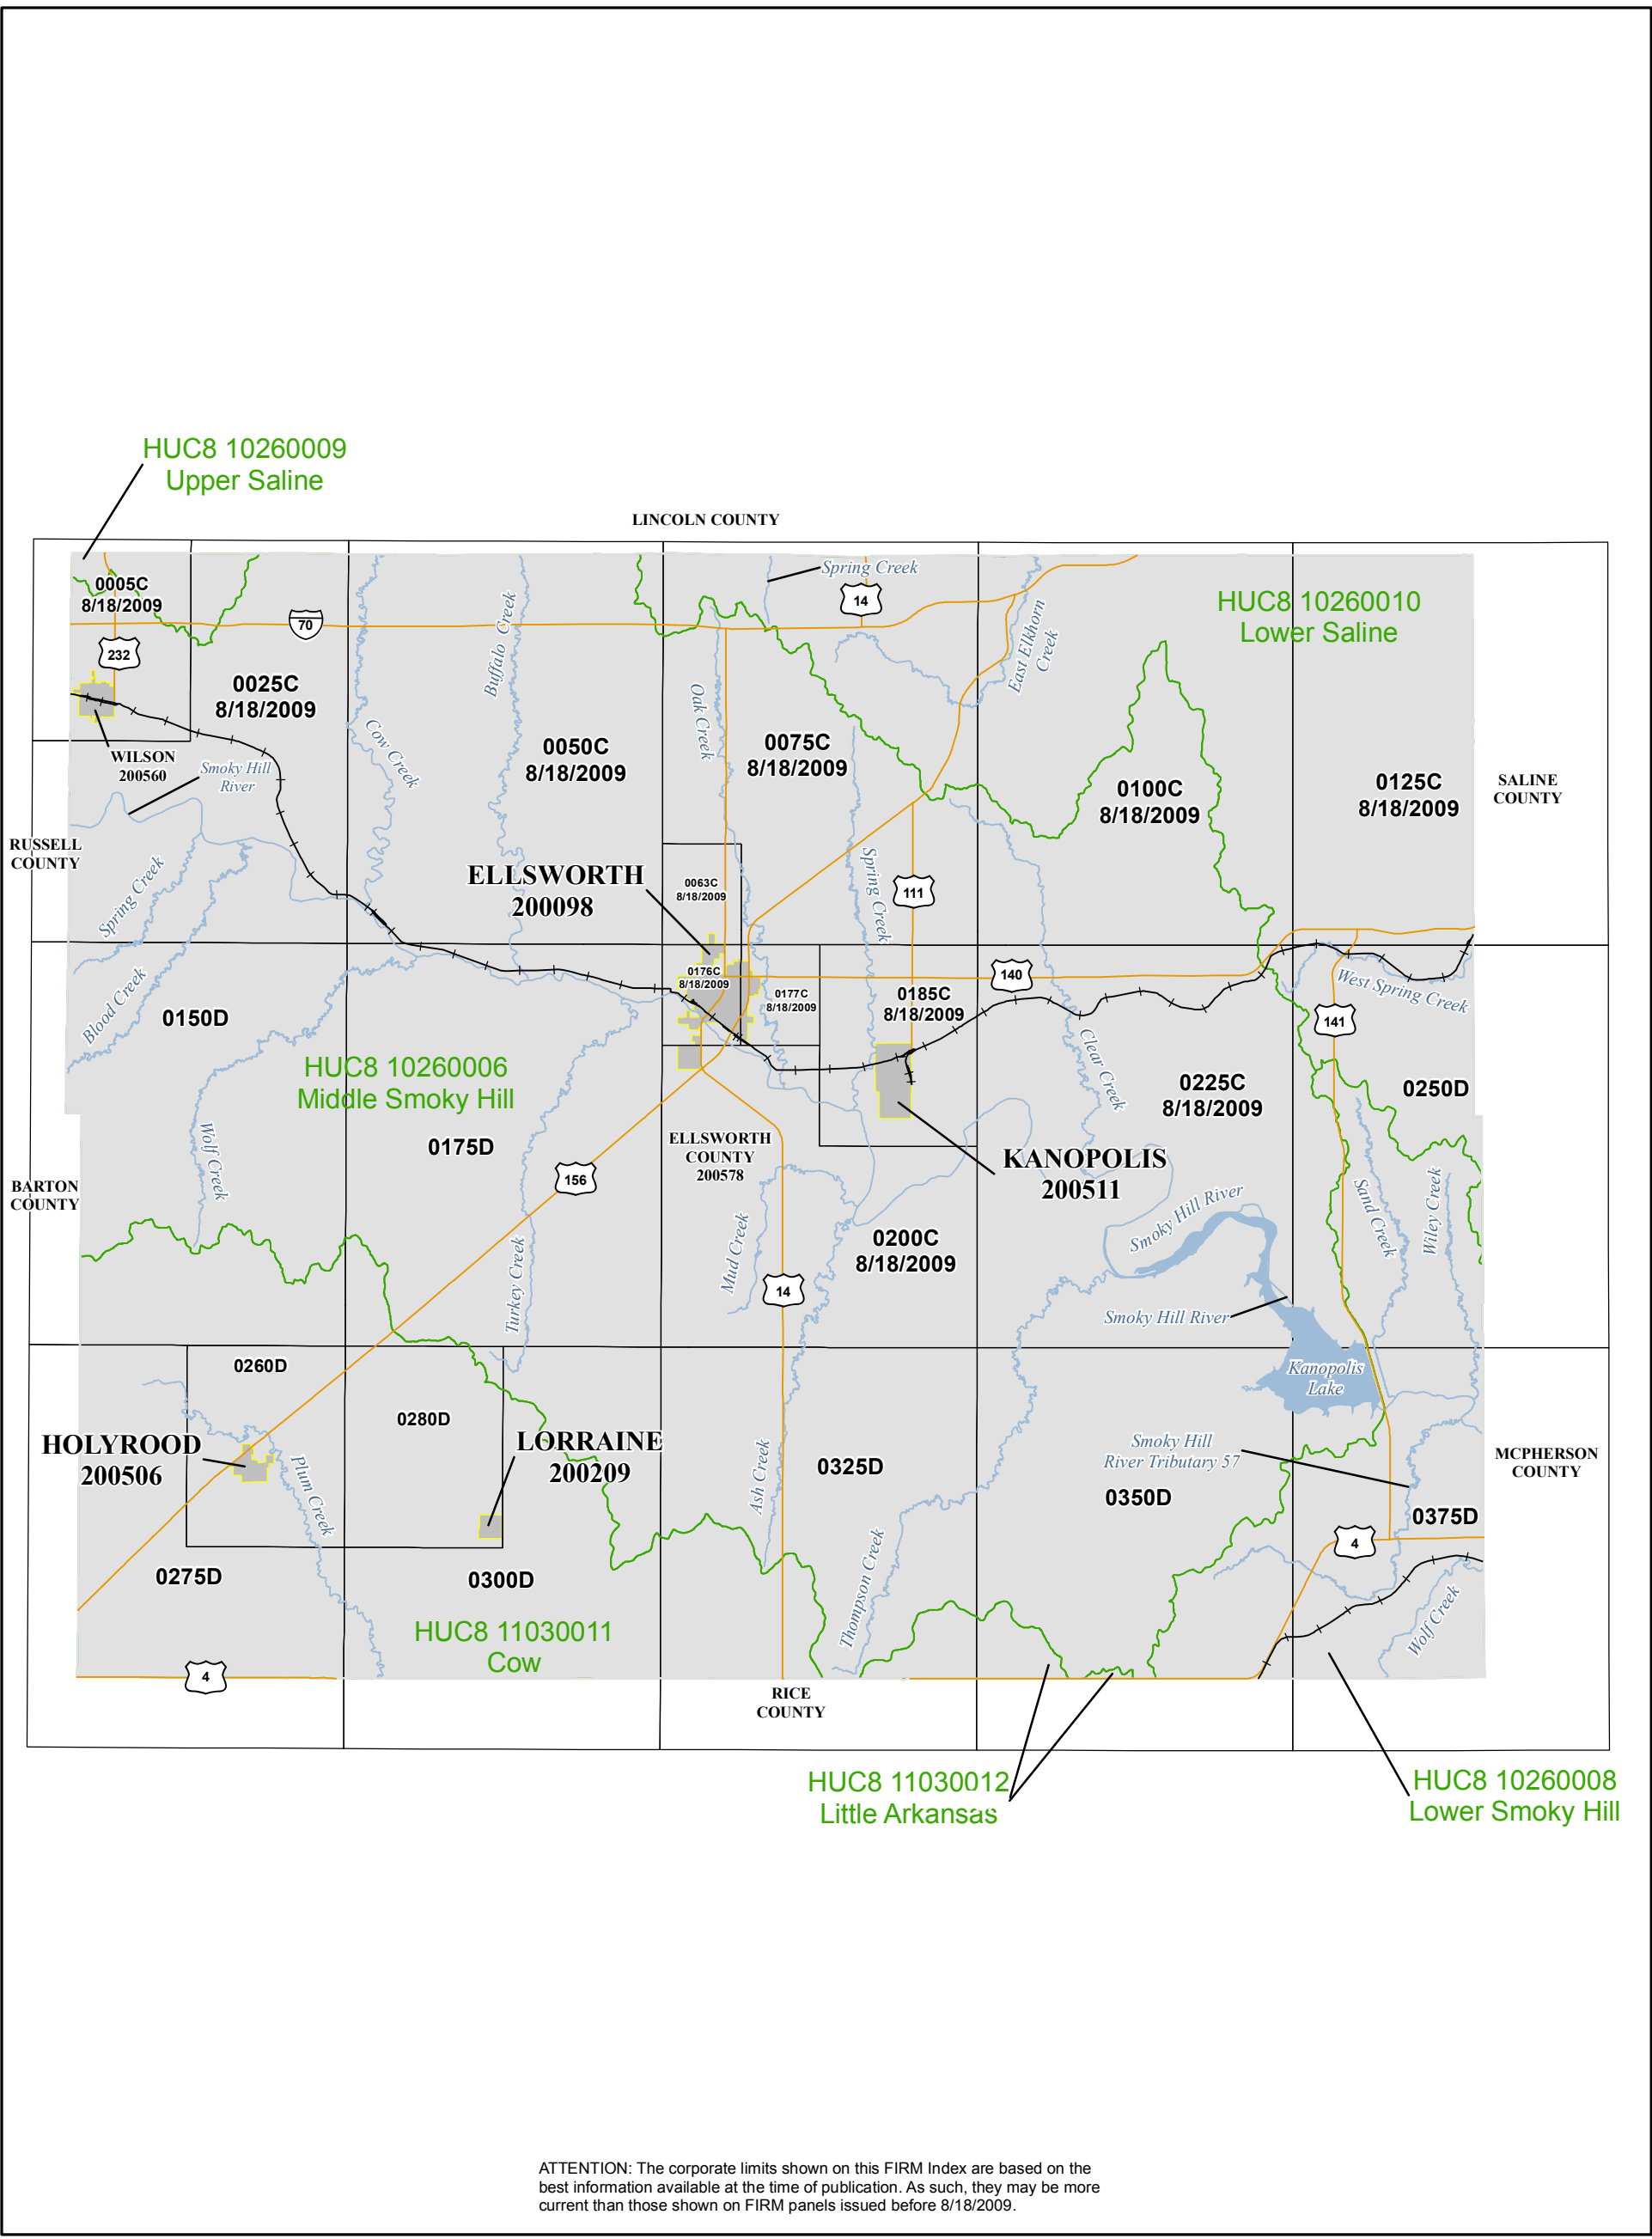 HUC8 10260009
Upper Saline
LINCOLN COUNTY
0005C
8/18/2009
Spring Creek
14
HUC8 10260010
Lower Saline
70
232
Buffalo Creek
East Elkhorn
Creek
0025C
8/18/2009
Oak Creek
Cow Creek
0050C
8/18/2009
0075C
8/18/2009
WILSON
200560
Smoky Hill
River
0100C
8/18/2009
0125C
8/18/2009
SALINE
COUNTY
RUSSELL
COUNTY
Spring Creek
ELLSWORTH
200098
0063C
8/18/2009
Spring Creek
111
0176C
8/18/2009
0177C
8/18/2009
0185C
8/18/2009
140
West Spring Creek
Blood Creek
0150D
141
HUC8 10260006
Middle Smoky Hill
Clear Creek
0225C
8/18/2009
0250D
Wolf Creek
0175D
ELLSWORTH
COUNTY
200578
KANOPOLIS
200511
156
BARTON
COUNTY
Smoky Hill River
Sand Creek
Wiley Creek
Mud Creek
0200C
8/18/2009
Turkey Creek
14
Smoky Hill River
0260D
Kanopolis
Lake
0280D
HOLYROOD
200506
LORRAINE
200209
Plum Creek
Ash Creek
0325D
Smoky Hill
River Tributary 57
0350D
MCPHERSON
COUNTY
0375D
4
0275D
0300D
Thompson Creek
Wolf Creek
HUC8 11030011
Cow
4
RICE
COUNTY
HUC8 11030012
Little Arkansas
HUC8 10260008
Lower Smoky Hill
ATTENTION: The corporate limits shown on this FIRM Index are based on the
best information available at the time of publication. As such, they may be more
current than those shown on FIRM panels issued before 8/18/2009.